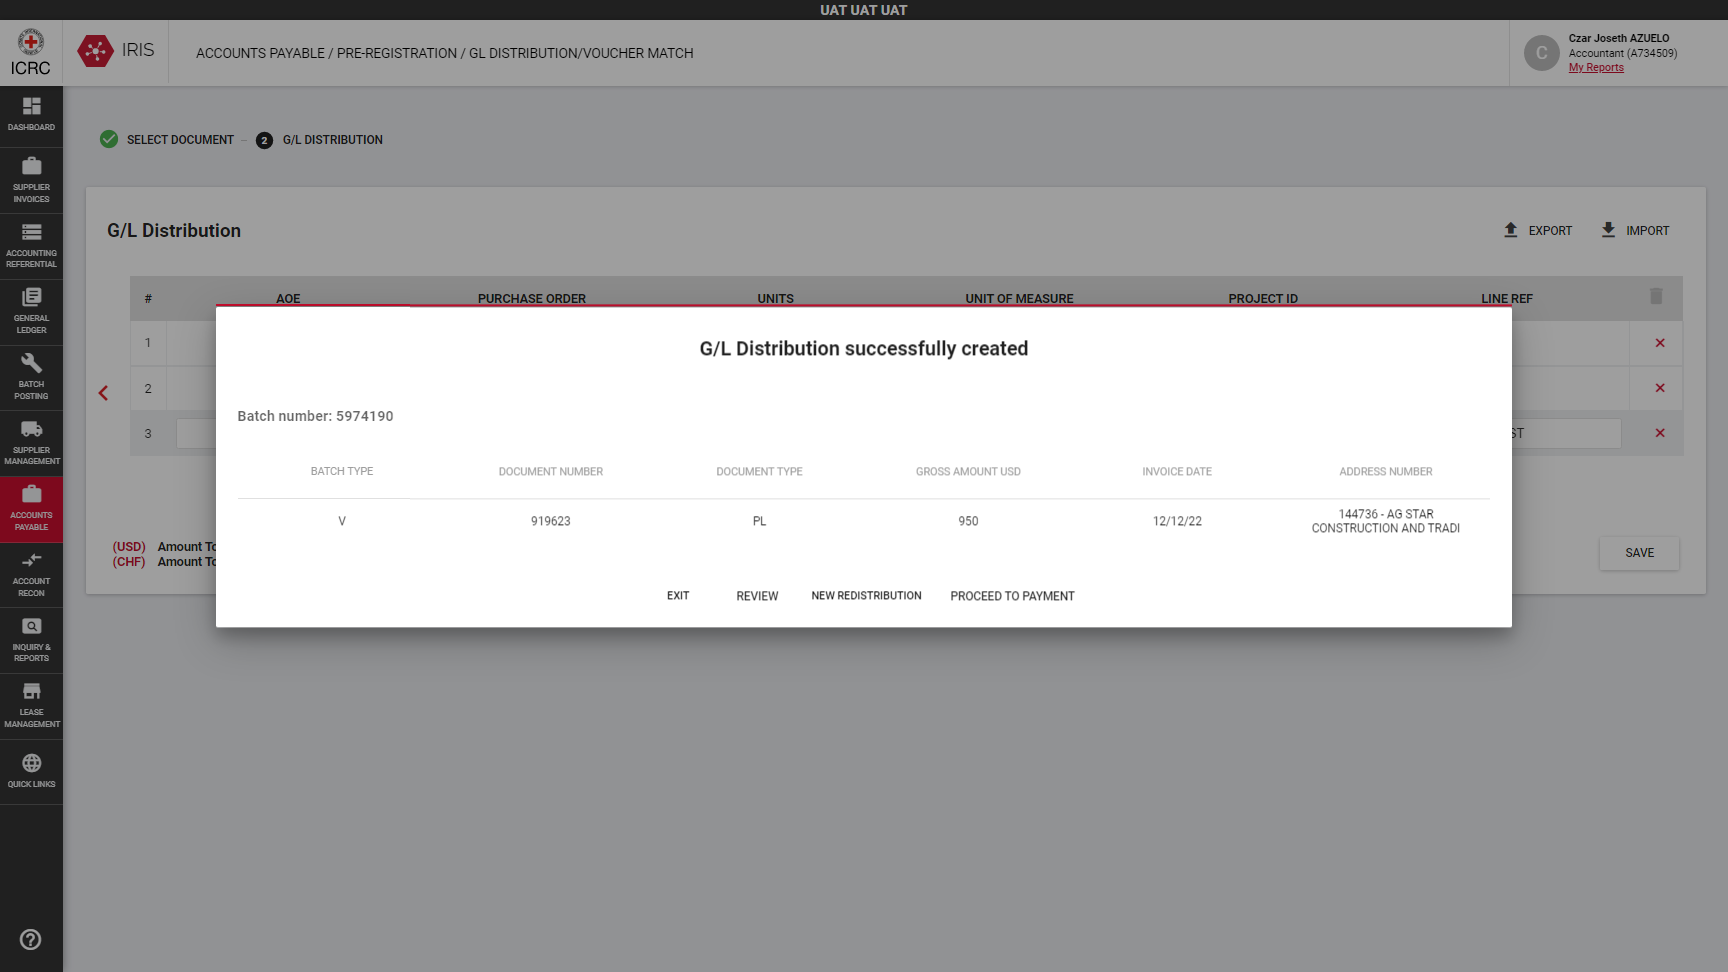 UAT UAT UAT
ICRC
IRIS
ACCOUNTS PAYABLE / PRE-REGISTRATION / GL DISTRIBUTION/VOUCHER MATCH
C
Czar Joseth AZUELO
Accountant (A734509)
My Reports
DASHBOARD
SUPPLIER
INVOICES
ACCOUNTING
REFERENTIAL
GENERAL
LEDGER
BATCH
POSTING
SUPPLIER
MANAGEMENT
ACCOUNTS
PAYABLE
ACCOUNT
RECON
INQUIRY &
REPORTS
LEASE
MANAGEMENT
QUICK LINKS
SELECT DOCUMENT
2 G/L DISTRIBUTION
G/L Distribution
EXPORT IMPORT
# AOE PURCHASE ORDER UNITS UNIT OF MEASURE PROJECT ID LINE REF
1
2
3
(USD) Amount To
(CHF) Amount To
SAVE
G/L Distribution successfully created
Batch number: 5974190
BATCH TYPE DOCUMENT NUMBER DOCUMENT TYPE GROSS AMOUNT USD INVOICE DATE ADDRESS NUMBER
V 919623 PL 950 12/12/22 144736 - AG STAR
CONSTRUCTION AND TRADI
EXIT REVIEW NEW REDISTRIBUTION PROCEED TO PAYMENT